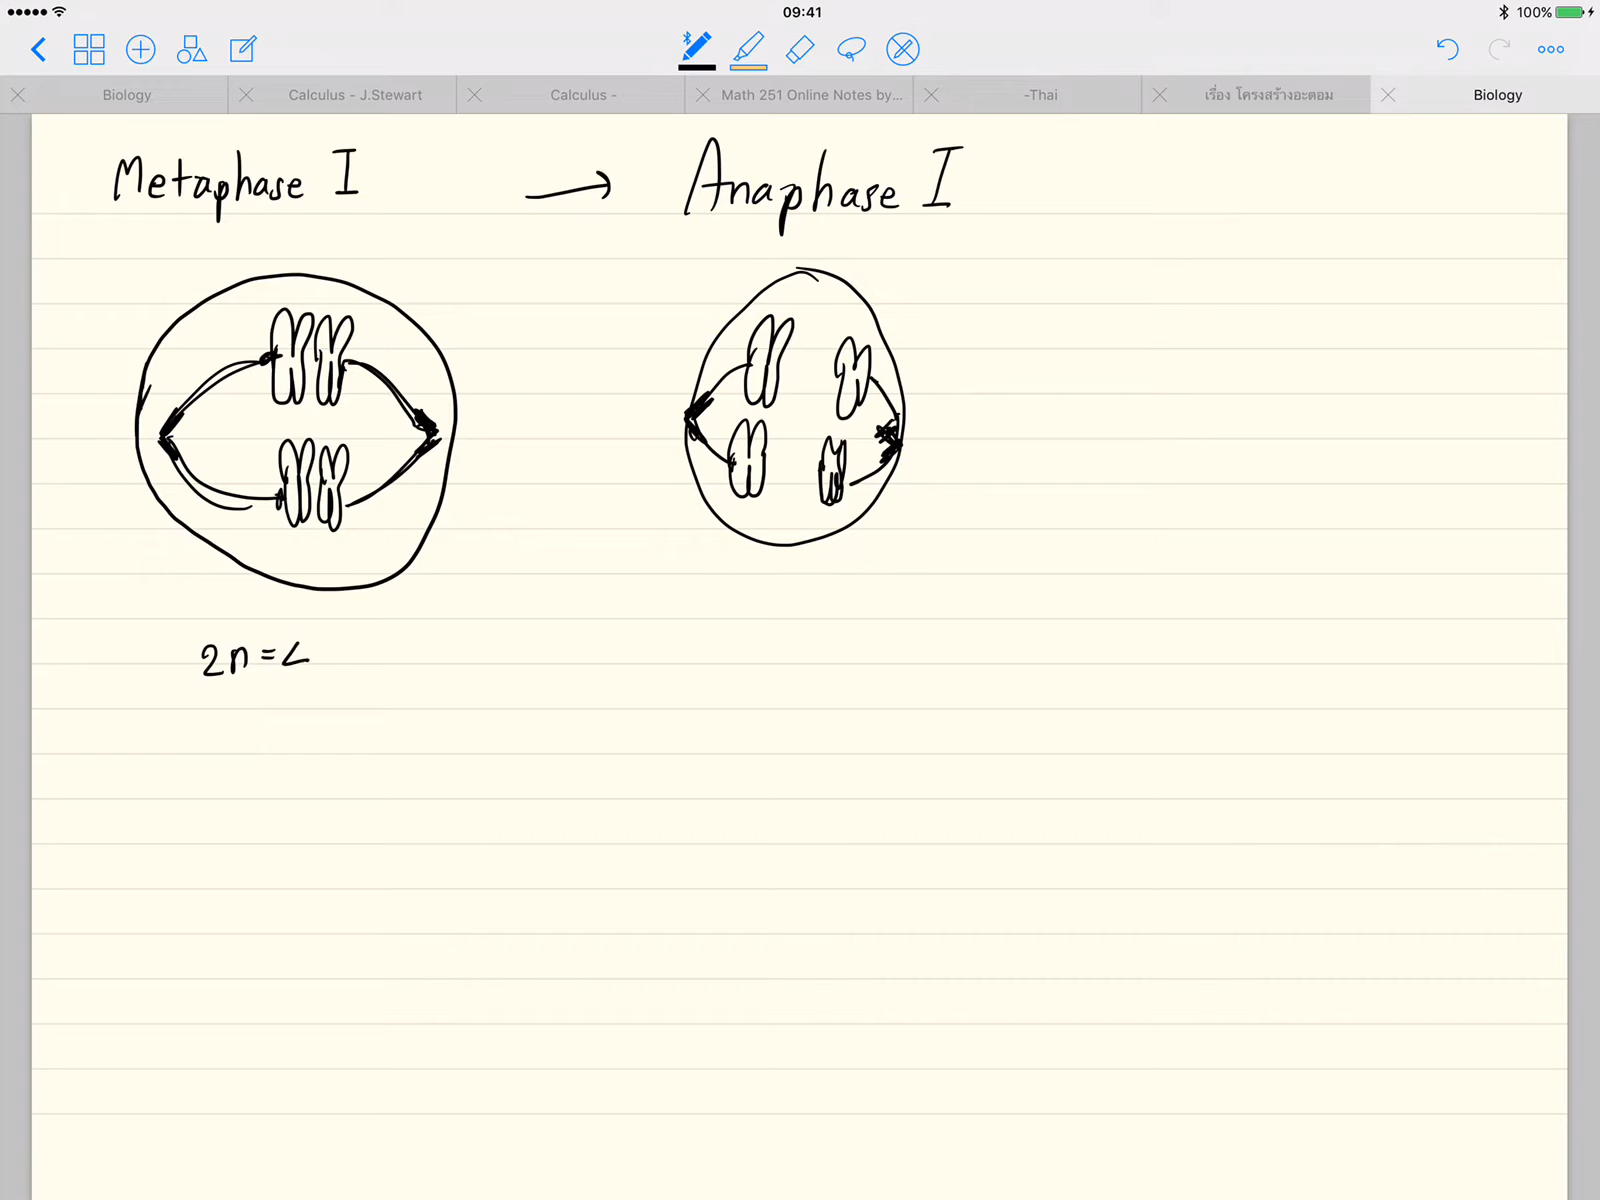 09:41
100%
Biology
Calculus - J.Stewart
Calculus -
Math 251 Online Notes by...
-Thai
เรื่อง โครงสร้างอะตอม
Biology
Metaphase I → Anaphase I
2n =